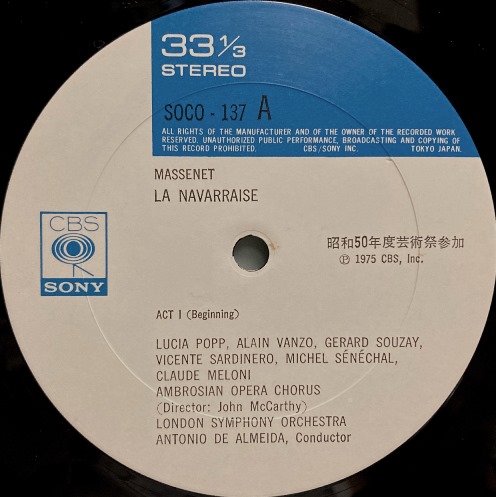 33 1/3
STEREO
SOCO - 137 A
ALL RIGHTS OF THE MANUFACTURER AND OF THE OWNER OF THE RECORDED WORK
RESERVED. UNAUTHORIZED PUBLIC PERFORMANCE, BROADCASTING AND COPYING OF
THIS RECORD PROHIBITED. CBS/SONY INC. TOKYO JAPAN.
MASSENET
LA NAVARRAISE
CBS
SONY
昭和50年度芸術祭参加
Ⓟ 1975 CBS, Inc.
ACT I (Beginning)
LUCIA POPP, ALAIN VANZO, GERARD SOUZAY,
VICENTE SARDINERO, MICHEL SÉNÉCHAL,
CLAUDE MELONI
AMBROSIAN OPERA CHORUS
(Director: John McCarthy)
LONDON SYMPHONY ORCHESTRA
ANTONIO DE ALMEIDA, Conductor